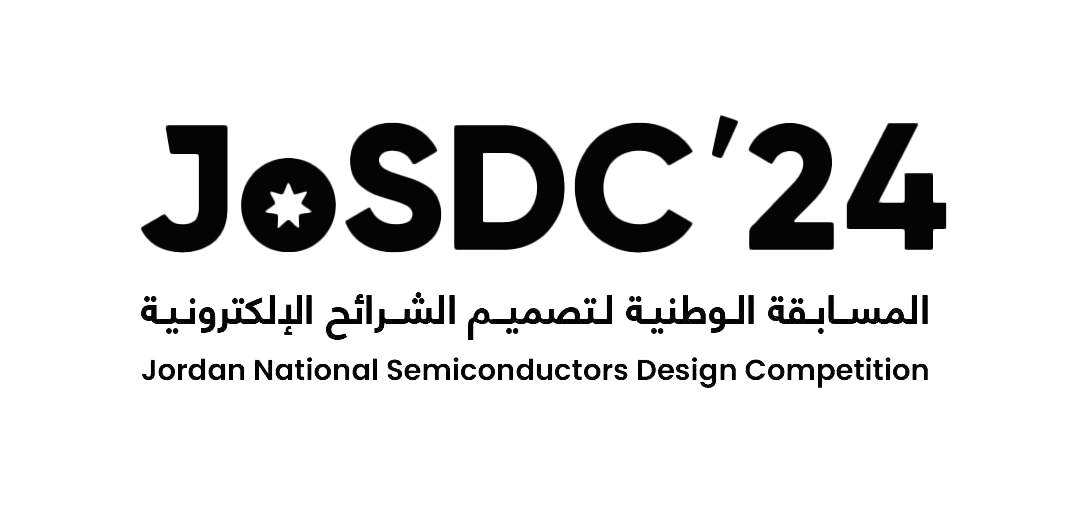 JoSDC'24
المسابقة الوطنية لتصميم الشرائح الإلكترونية
Jordan National Semiconductors Design Competition